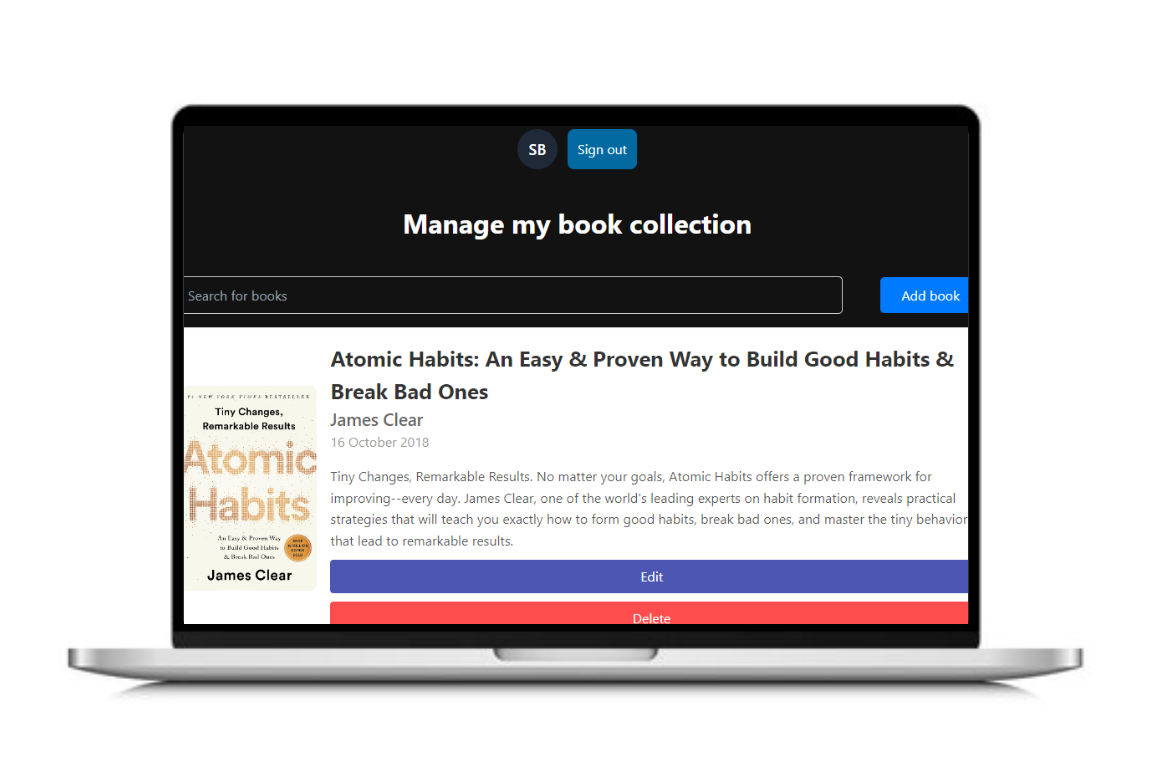 SB
Sign out
Manage my book collection
Search for books
Add book
Atomic Habits: An Easy & Proven Way to Build Good Habits &
Break Bad Ones
James Clear
16 October 2018
Tiny Changes, Remarkable Results. No matter your goals, Atomic Habits offers a proven framework for
improving--every day. James Clear, one of the world's leading experts on habit formation, reveals practical
strategies that will teach you exactly how to form good habits, break bad ones, and master the tiny behavior
that lead to remarkable results.
Edit
Delete
#1 NEW YORK TIMES BESTSELLER
Tiny Changes,
Remarkable Results
Atomic
Habits
An Easy & Proven Way
to Build Good Habits
& Break Bad Ones
James Clear